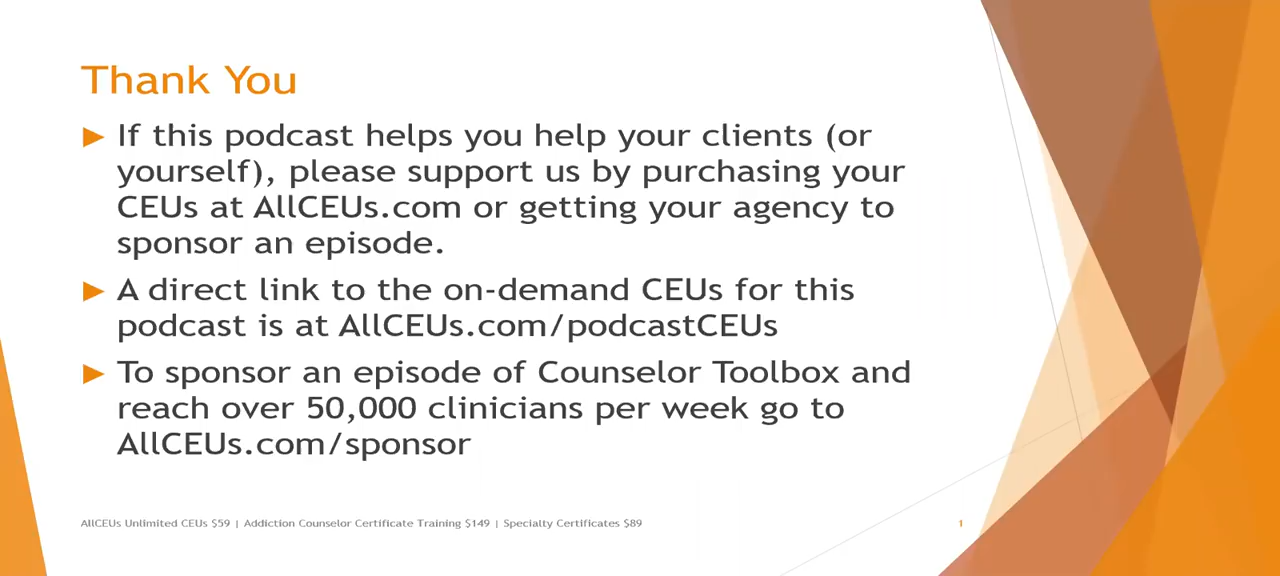 Thank You
If this podcast helps you help your clients (or
yourself), please support us by purchasing your
CEUs at AllCEUs.com or getting your agency to
sponsor an episode.
A direct link to the on-demand CEUs for this
podcast is at AllCEUs.com/podcastCEUs
To sponsor an episode of Counselor Toolbox and
reach over 50,000 clinicians per week go to
AllCEUs.com/sponsor
AllCEUs Unlimited CEUs $59 | Addiction Counselor Certificate Training $149 | Specialty Certificates $89
1